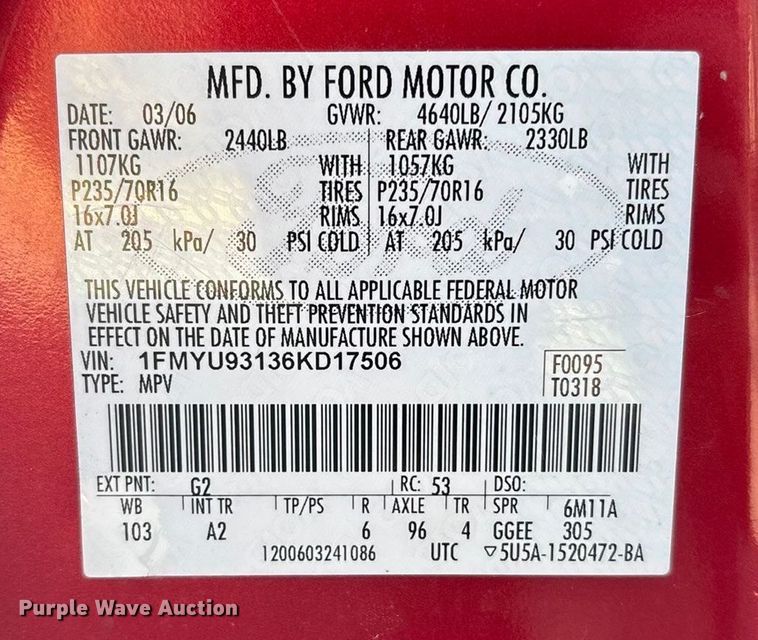 MFD. BY FORD MOTOR CO.
DATE: 03/06 GVWR: 4640LB/ 2105KG
FRONT GAWR: 2440LB REAR GAWR: 2330LB
1107KG WITH 1057KG WITH
P235/70R16 TIRES P235/70R16 TIRES
16x7.0J RIMS 16x7.0J RIMS
AT 205 kPa/ 30 PSI COLD AT 205 kPa/ 30 PSI COLD
THIS VEHICLE CONFORMS TO ALL APPLICABLE FEDERAL MOTOR
VEHICLE SAFETY AND THEFT PREVENTION STANDARDS IN
EFFECT ON THE DATE OF MANUFACTURE SHOWN ABOVE.
VIN: 1FMYU93136KD17506 F0095
TYPE: MPV T0318
EXT PNT: G2 RC: 53 DSO:
WB INT TR TP/PS R AXLE TR SPR 6M11A
103 A2 6 96 4 GGEE 305
1200603241086 UTC ▽5U5A-1520472-BA
Purple Wave Auction